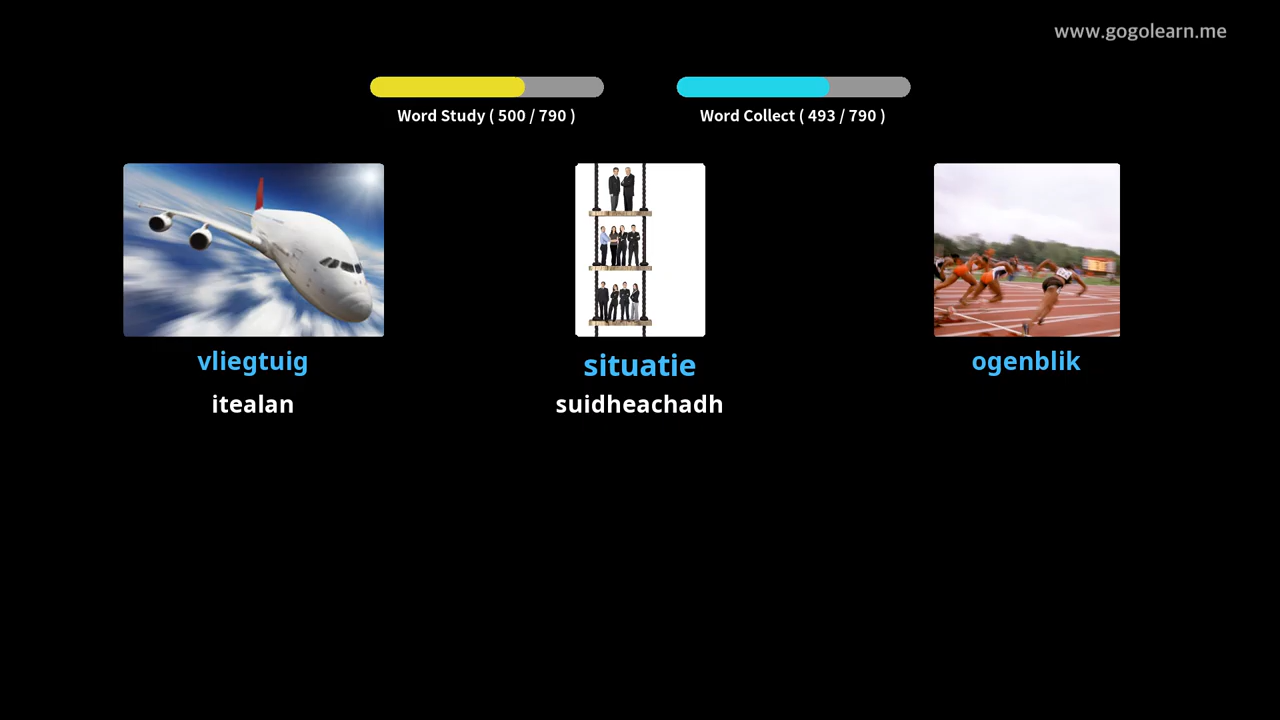 www.gogolearn.me
Word Study ( 500 / 790 )
Word Collect ( 493 / 790 )
vliegtuig
situatie
ogenblik
itealan
suidheachadh